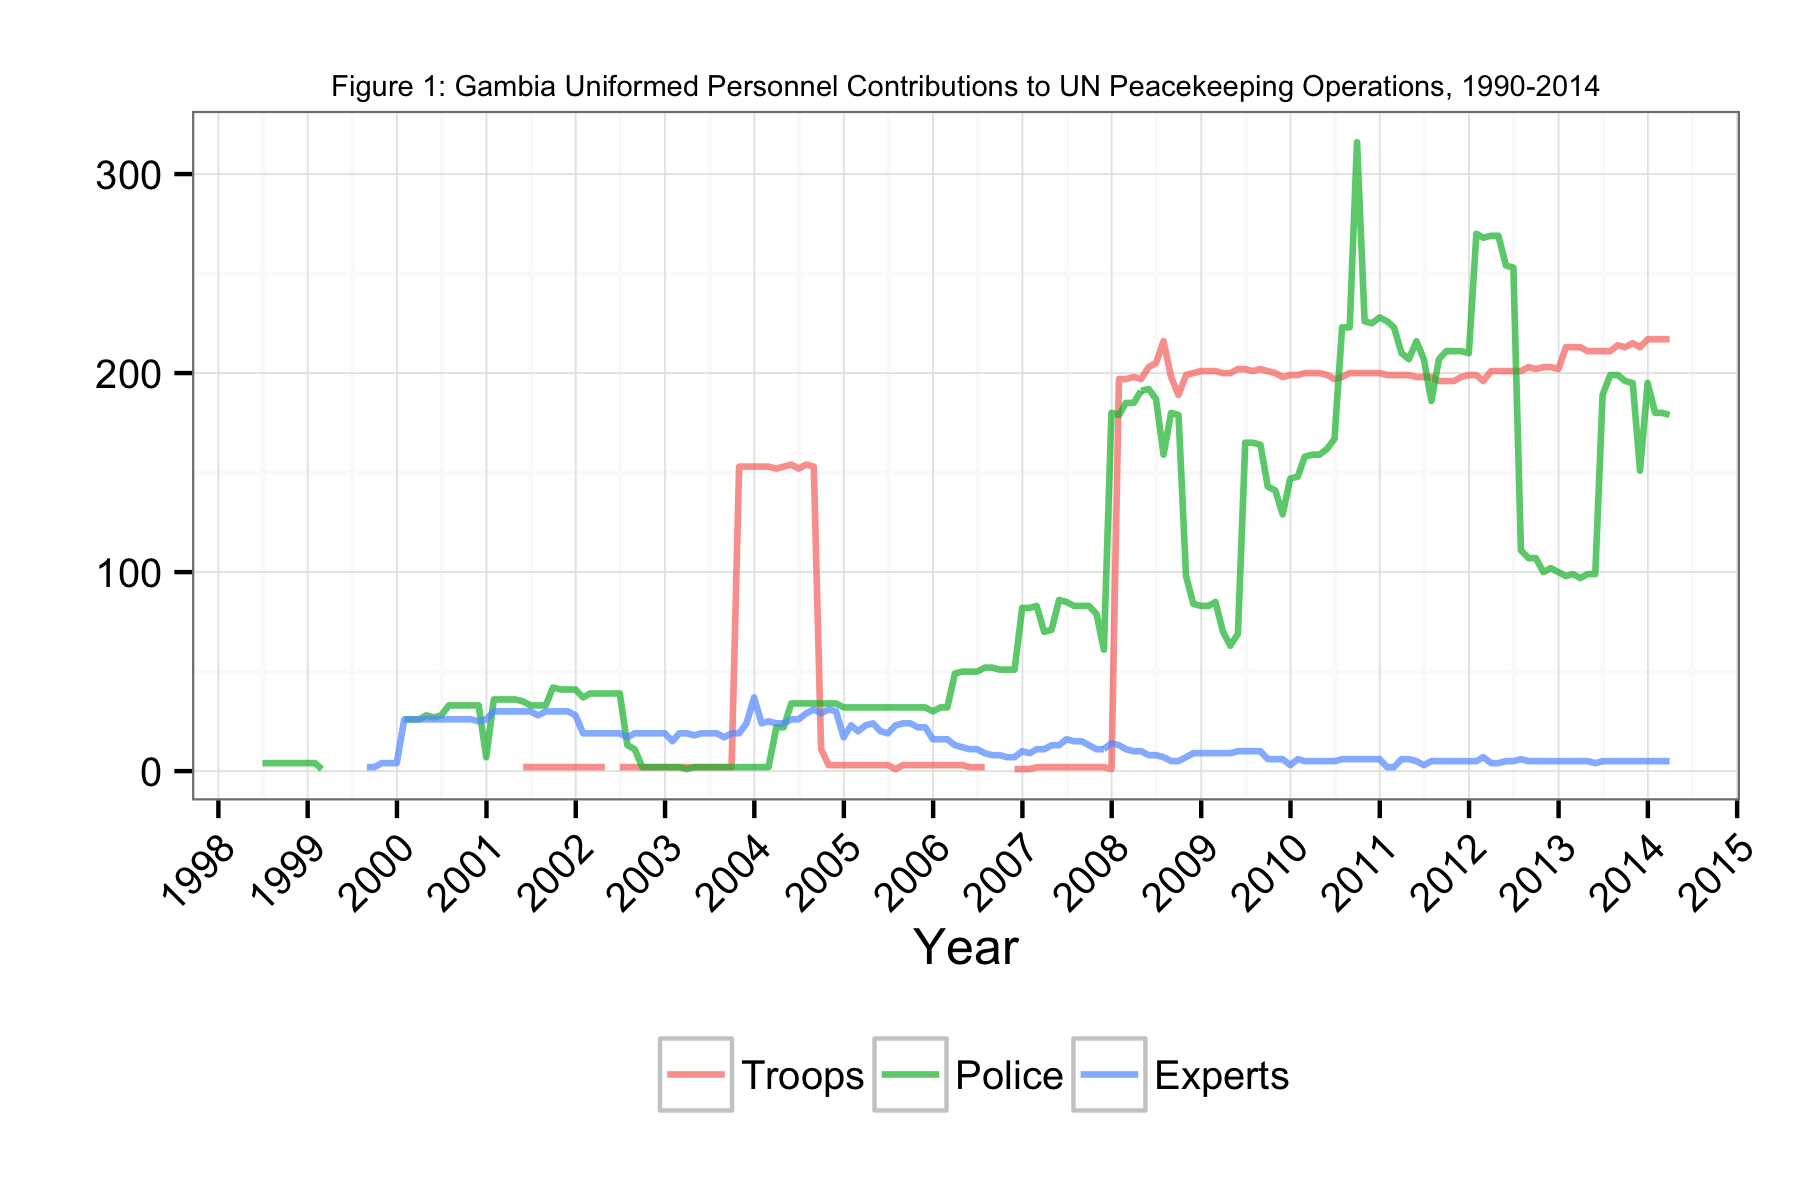 Figure 1: Gambia Uniformed Personnel Contributions to UN Peacekeeping Operations, 1990-2014
300
200
100
0
1998 1999 2000 2001 2002 2003 2004 2005 2006 2007 2008 2009 2010 2011 2012 2013 2014 2015
Year
Troops Police Experts